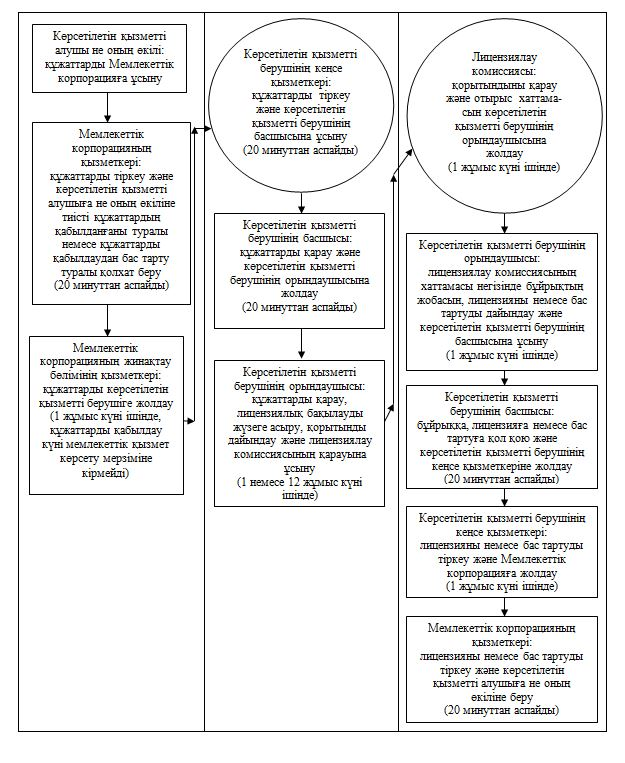 Көрсетілетін қызметті
алушы не оның өкілі:
құжаттарды Мемлекеттік
корпорацияға ұсыну
Мемлекеттік
корпорацияның
қызметкері:
құжаттарды тіркеу және
көрсетілетін қызметті
алушыға не оның өкіліне
тиісті құжаттардың
қабылданғаны туралы
немесе құжаттарды
қабылдаудан бас тарту
туралы қолхат беру
(20 минуттан аспайды)
Мемлекеттік
корпорацияның жинақтау
бөлімінің қызметкері:
құжаттарды көрсетілетін
қызметті берушіге жолдау
(1 жұмыс күні ішінде,
құжаттарды қабылдау
күні мемлекеттік қызмет
көрсету мерзіміне
кірмейді)
Көрсетілетін қызметті
берушінің кеңсе
қызметкері:
құжаттарды тіркеу
және көрсетілетін
қызметті берушінің
басшысына ұсыну
(20 минуттан аспайды)
Көрсетілетін қызметті
берушінің басшысы:
құжаттарды қарау және
көрсетілетін қызметті
берушінің орындаушысына
жолдау
(20 минуттан аспайды)
Көрсетілетін қызметті
берушінің орындаушысы:
құжаттарды қарау,
лицензиялық бақылауды
жүзеге асыру, қорытынды
дайындау және лицензиялау
комиссиясының қарауына
ұсыну
(1 немесе 12 жұмыс күні
ішінде)
Лицензиялау
комиссиясы:
қорытындыны қарау
және отырыс хаттама-
сын көрсетілетін
қызметті берушінің
орындаушысына
жолдау
(1 жұмыс күні ішінде)
Көрсетілетін қызметті берушінің
орындаушысы:
лицензиялау комиссиясының
хаттамасы негізінде бұйрықтың
жобасын, лицензияны немесе бас
тартуды дайындау және
көрсетілетін қызметті берушінің
басшысына ұсыну
(1 жұмыс күні ішінде)
Көрсетілетін қызметті
берушінің басшысы:
бұйрыққа, лицензияға немесе бас
тартуға қол қою және
көрсетілетін қызметті берушінің
кеңсе қызметкеріне жолдау
(20 минуттан аспайды)
Көрсетілетін қызметті берушінің
кеңсе қызметкері:
лицензияны немесе бас тартуды
тіркеу және Мемлекеттік
корпорацияға жолдау
(1 жұмыс күні ішінде)
Мемлекеттік корпорацияның
қызметкері:
лицензияны немесе бас тартуды
тіркеу және көрсетілетін
қызметті алушыға не оның
өкіліне беру
(20 минуттан аспайды)